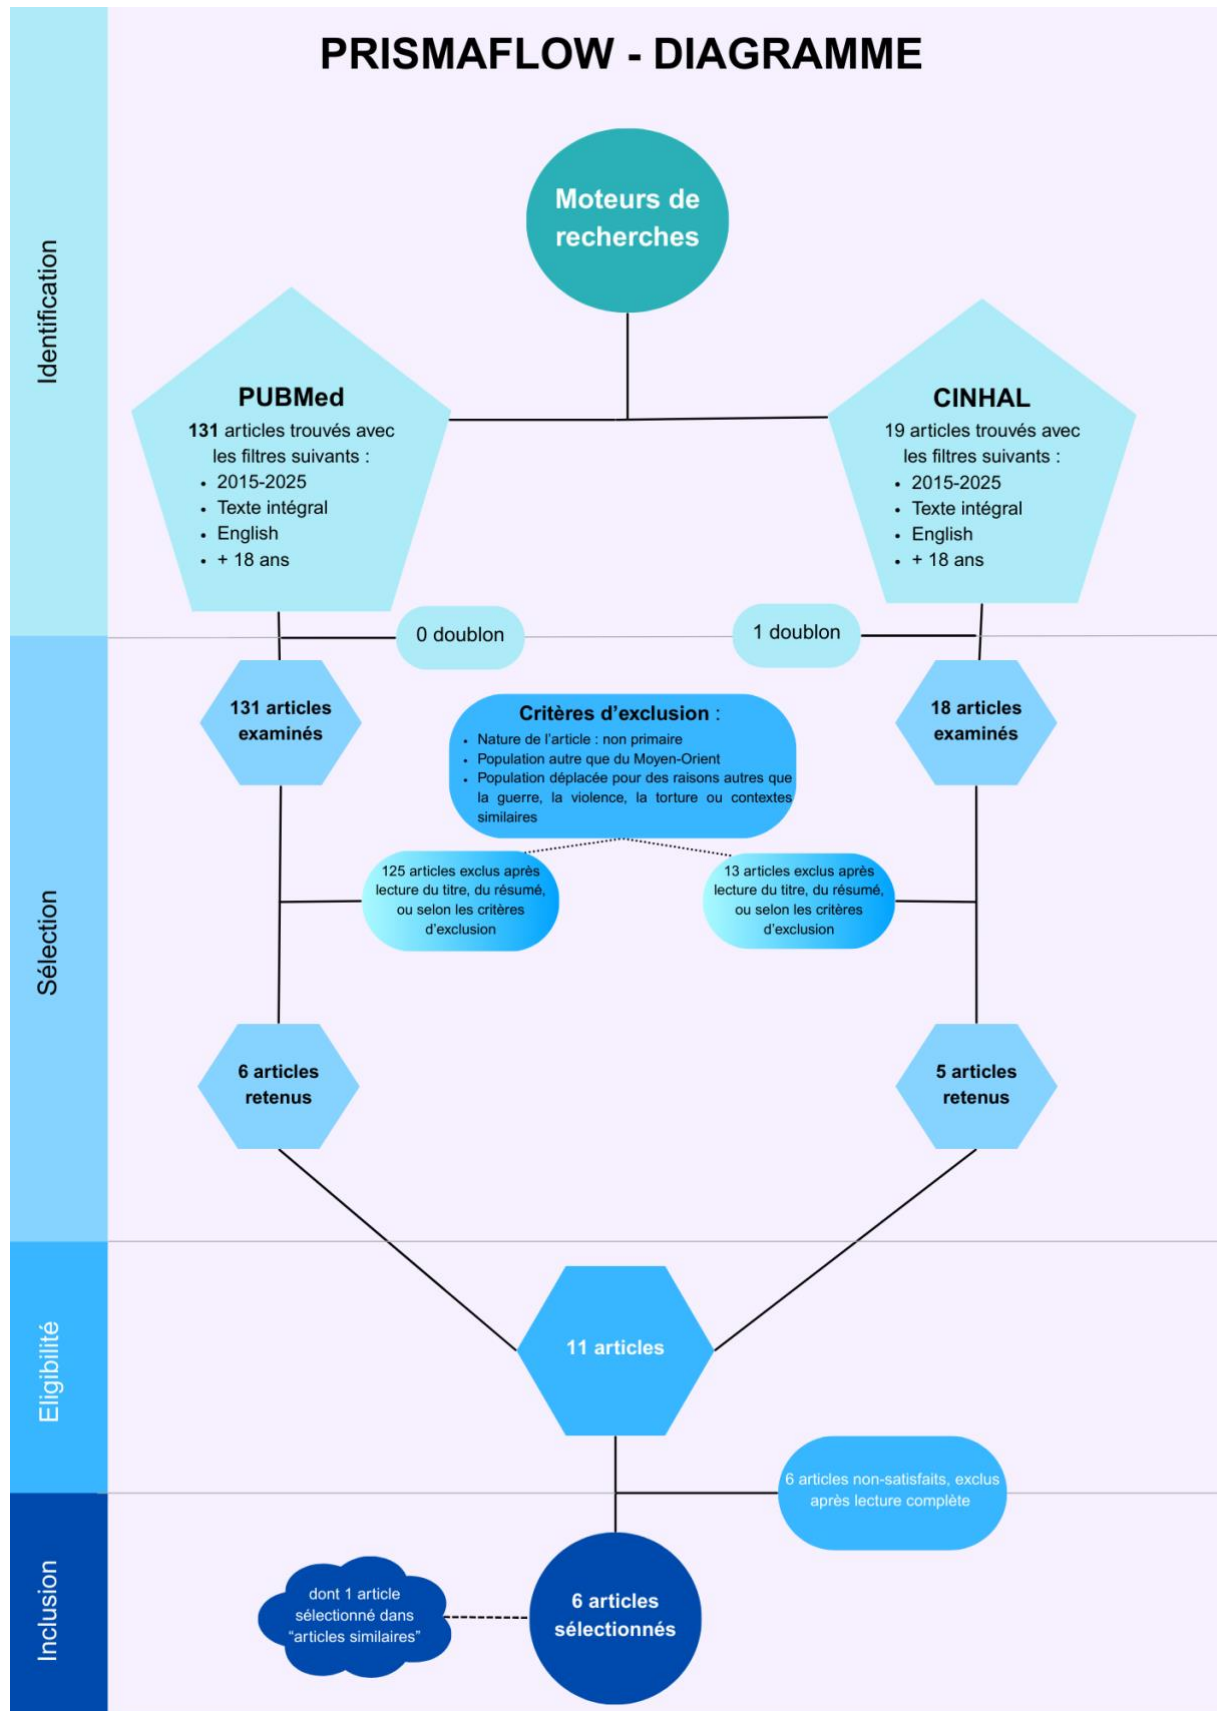 PRISMAFLOW - DIAGRAMME
Identification
Moteurs de
recherches
PUBMed
131 articles trouvés avec
les filtres suivants :
• 2015-2025
• Texte intégral
• English
• + 18 ans
CINHAL
19 articles trouvés avec
les filtres suivants :
• 2015-2025
• Texte intégral
• English
• + 18 ans
0 doublon
1 doublon
Sélection
131 articles
examinés
Critères d’exclusion :
• Nature de l’article : non primaire
• Population autre que du Moyen-Orient
• Population déplacée pour des raisons autres que
la guerre, la violence, la torture ou contextes
similaires
18 articles
examinés
125 articles exclus après
lecture du titre, du résumé,
ou selon les critères
d’exclusion
13 articles exclus après
lecture du titre, du résumé,
ou selon les critères
d’exclusion
6 articles
retenus
5 articles
retenus
Eligibilité
11 articles
6 articles non-satisfaits, exclus
après lecture complète
Inclusion
dont 1 article
sélectionné dans
“articles similaires”
6 articles
sélectionnés